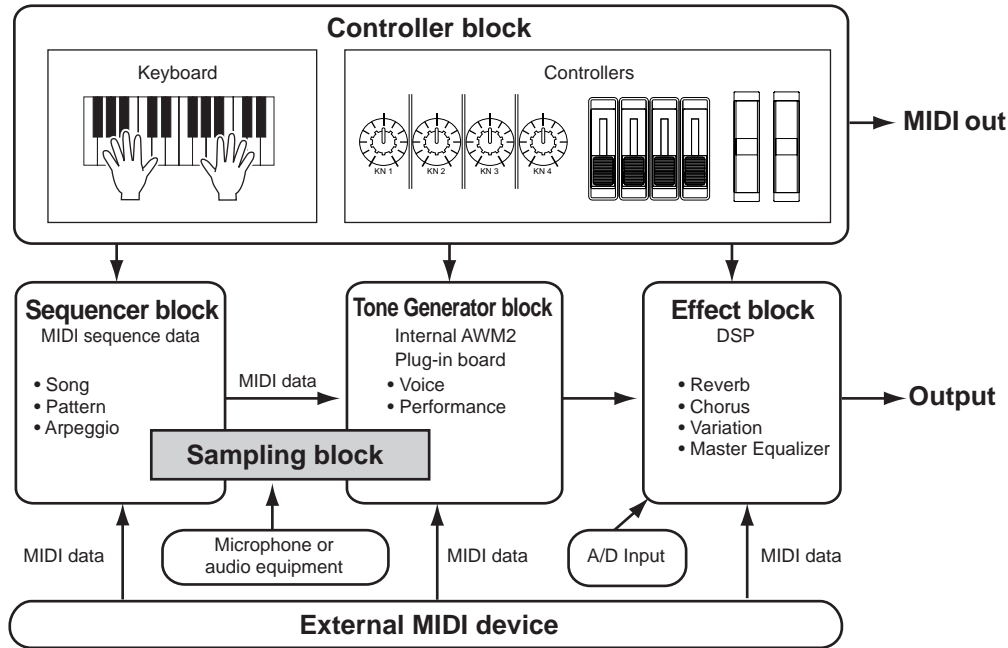 Controller block
Keyboard
Controllers
KN 1
KN 2
KN 3
KN 4
MIDI out
Sequencer block
MIDI sequence data
• Song
• Pattern
• Arpeggio
MIDI data
Tone Generator block
Internal AWM2
Plug-in board
• Voice
• Performance
Effect block
DSP
• Reverb
• Chorus
• Variation
• Master Equalizer
Output
Sampling block
MIDI data
Microphone or
audio equipment
MIDI data
A/D Input
MIDI data
External MIDI device